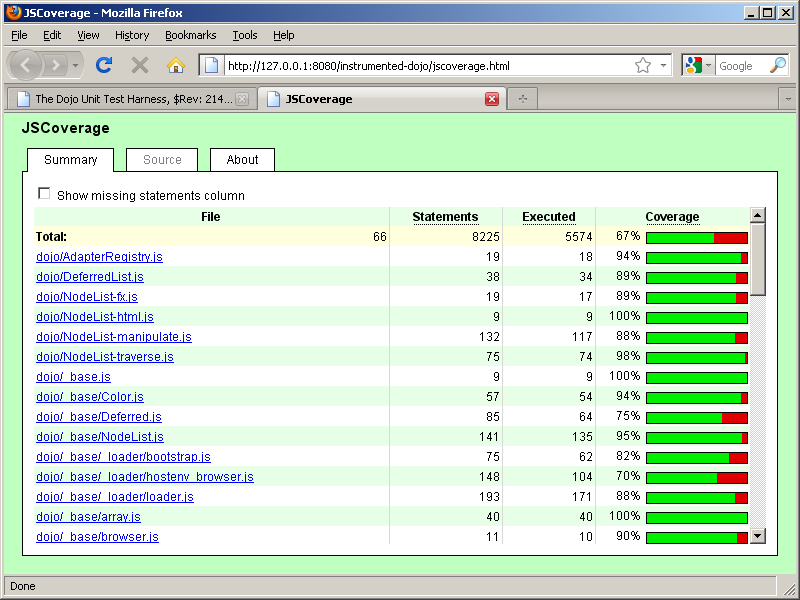 JSCoverage - Mozilla Firefox
File Edit View History Bookmarks Tools Help
http://127.0.0.1:8080/instrumented-dojo/jscoverage.html Google
The Dojo Unit Test Harness, $Rev: 214... JSCoverage
JSCoverage
Summary Source About
Show missing statements column
File Statements Executed Coverage
Total: 66 8225 5574 67%
dojo/AdapterRegistry.js 19 18 94%
dojo/DeferredList.js 38 34 89%
dojo/NodeList-fx.js 19 17 89%
dojo/NodeList-html.js 9 9 100%
dojo/NodeList-manipulate.js 132 117 88%
dojo/NodeList-traverse.js 75 74 98%
dojo/_base.js 9 9 100%
dojo/_base/Color.js 57 54 94%
dojo/_base/Deferred.js 85 64 75%
dojo/_base/NodeList.js 141 135 95%
dojo/_base/_loader/bootstrap.js 75 62 82%
dojo/_base/_loader/hostenv_browser.js 148 104 70%
dojo/_base/_loader/loader.js 193 171 88%
dojo/_base/array.js 40 40 100%
dojo/_base/browser.js 11 10 90%
Done